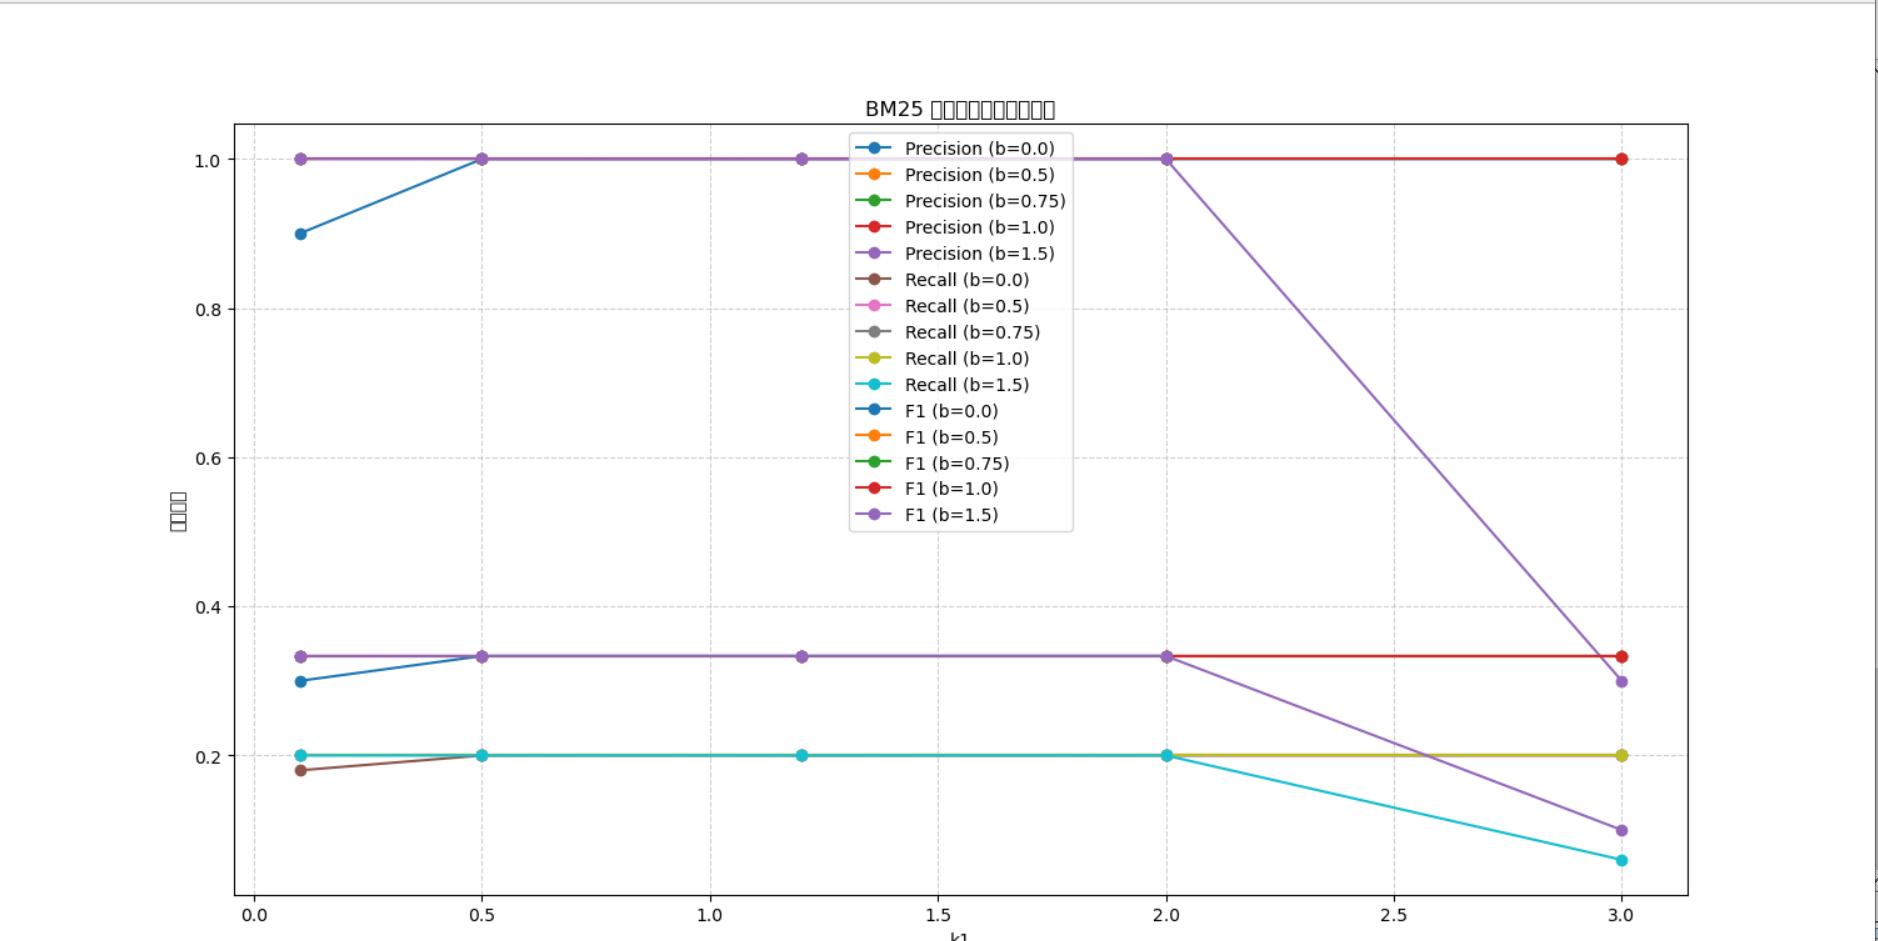 BM25
1.0
0.8
0.6
0.4
0.2
Precision (b=0.0)
Precision (b=0.5)
Precision (b=0.75)
Precision (b=1.0)
Precision (b=1.5)
Recall (b=0.0)
Recall (b=0.5)
Recall (b=0.75)
Recall (b=1.0)
Recall (b=1.5)
F1 (b=0.0)
F1 (b=0.5)
F1 (b=0.75)
F1 (b=1.0)
F1 (b=1.5)
0.0
0.5
1.0
1.5
2.0
2.5
3.0
k1